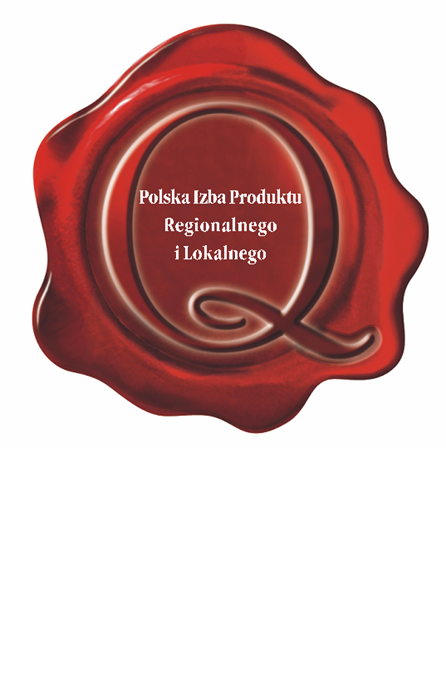 Polska Izba Produktu
Regionalnego
i Lokalnego
Q